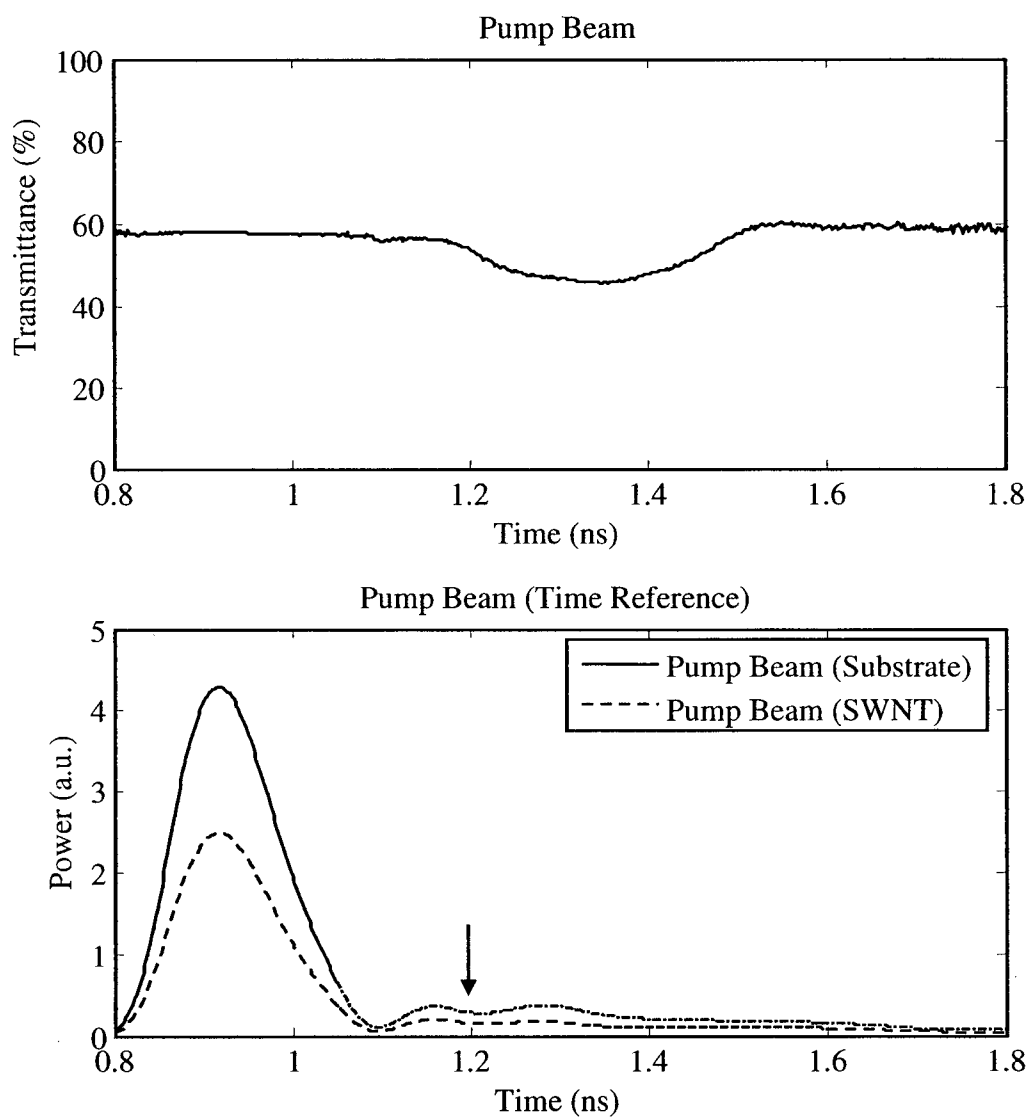 Pump Beam
100
80
60
40
20
0
Transmittance (%)
0.8 1 1.2 1.4 1.6 1.8
Time (ns)
Pump Beam (Time Reference)
5
4
3
2
1
0
Power (a.u.)
Pump Beam (Substrate)
Pump Beam (SWNT)
0.8 1 1.2 1.4 1.6 1.8
Time (ns)